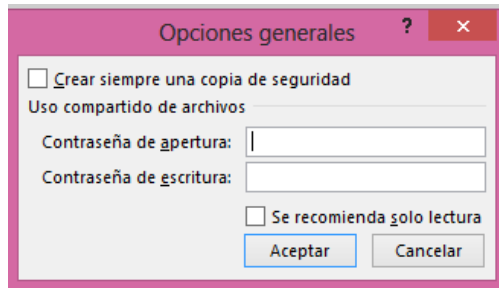 Opciones generales ? ×
Crear siempre una copia de seguridad
Uso compartido de archivos
Contraseña de apertura:
Contraseña de escritura:
Se recomienda solo lectura
Aceptar Cancelar